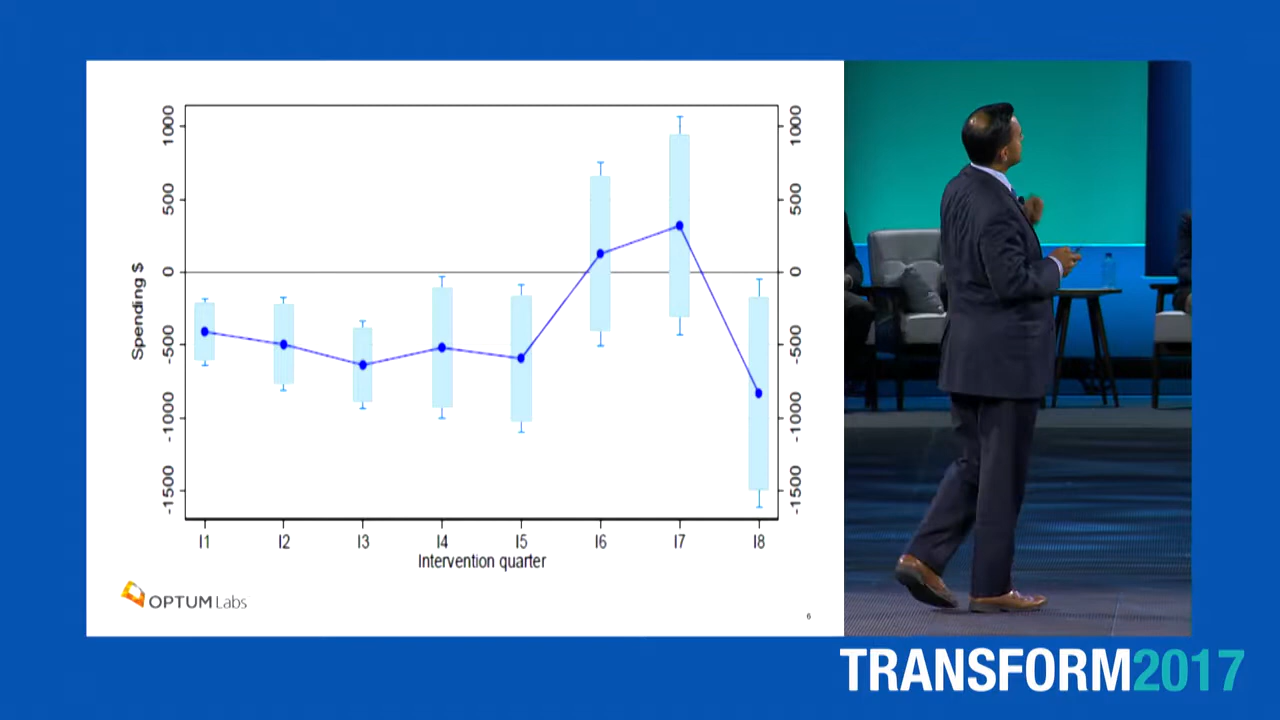 1000
500
0
-500
-1000
-1500
1000
500
0
-500
-1000
-1500
Spending $
I1 I2 I3 I4 I5 I6 I7 I8
Intervention quarter
OPTUM Labs
6
TRANSFORM2017